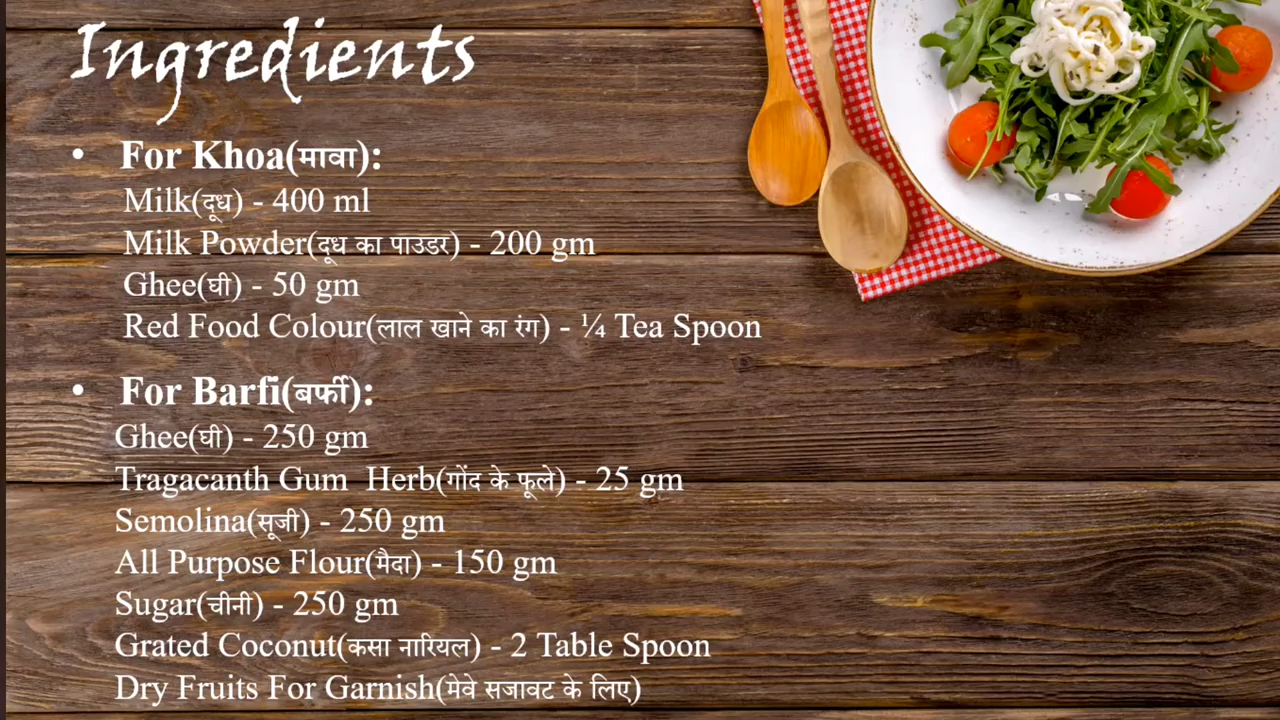 Ingredients
• For Khoa(मावा):
Milk(दूध) - 400 ml
Milk Powder(दूध का पाउडर) - 200 gm
Ghee(घी) - 50 gm
Red Food Colour(लाल खाने का रंग) - ¼ Tea Spoon
• For Barfi(बर्फी):
Ghee(घी) - 250 gm
Tragacanth Gum Herb(गोंद के फूले) - 25 gm
Semolina(सूजी) - 250 gm
All Purpose Flour(मैदा) - 150 gm
Sugar(चीनी) - 250 gm
Grated Coconut(कसा नारियल) - 2 Table Spoon
Dry Fruits For Garnish(मेवे सजावट के लिए)